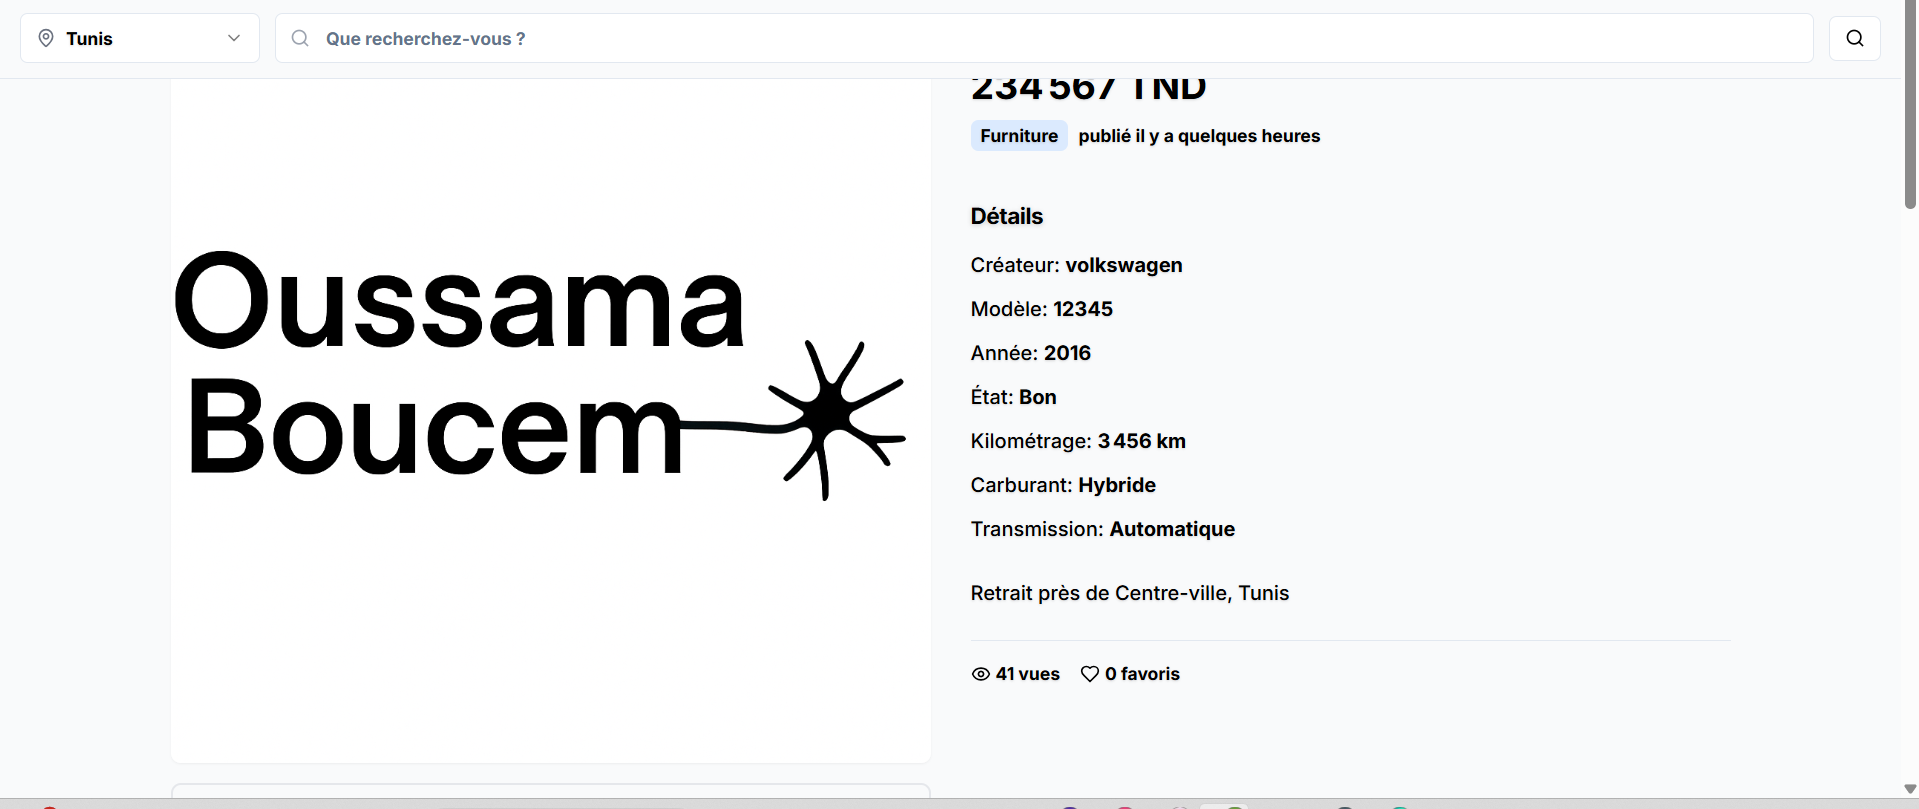 Tunis
Que recherchez-vous ?
234 567 TND
Furniture
publié il y a quelques heures
Oussama
Boucem
Détails
Créateur: volkswagen
Modèle: 12345
Année: 2016
État: Bon
Kilométrage: 3 456 km
Carburant: Hybride
Transmission: Automatique
Retrait près de Centre-ville, Tunis
41 vues
0 favoris